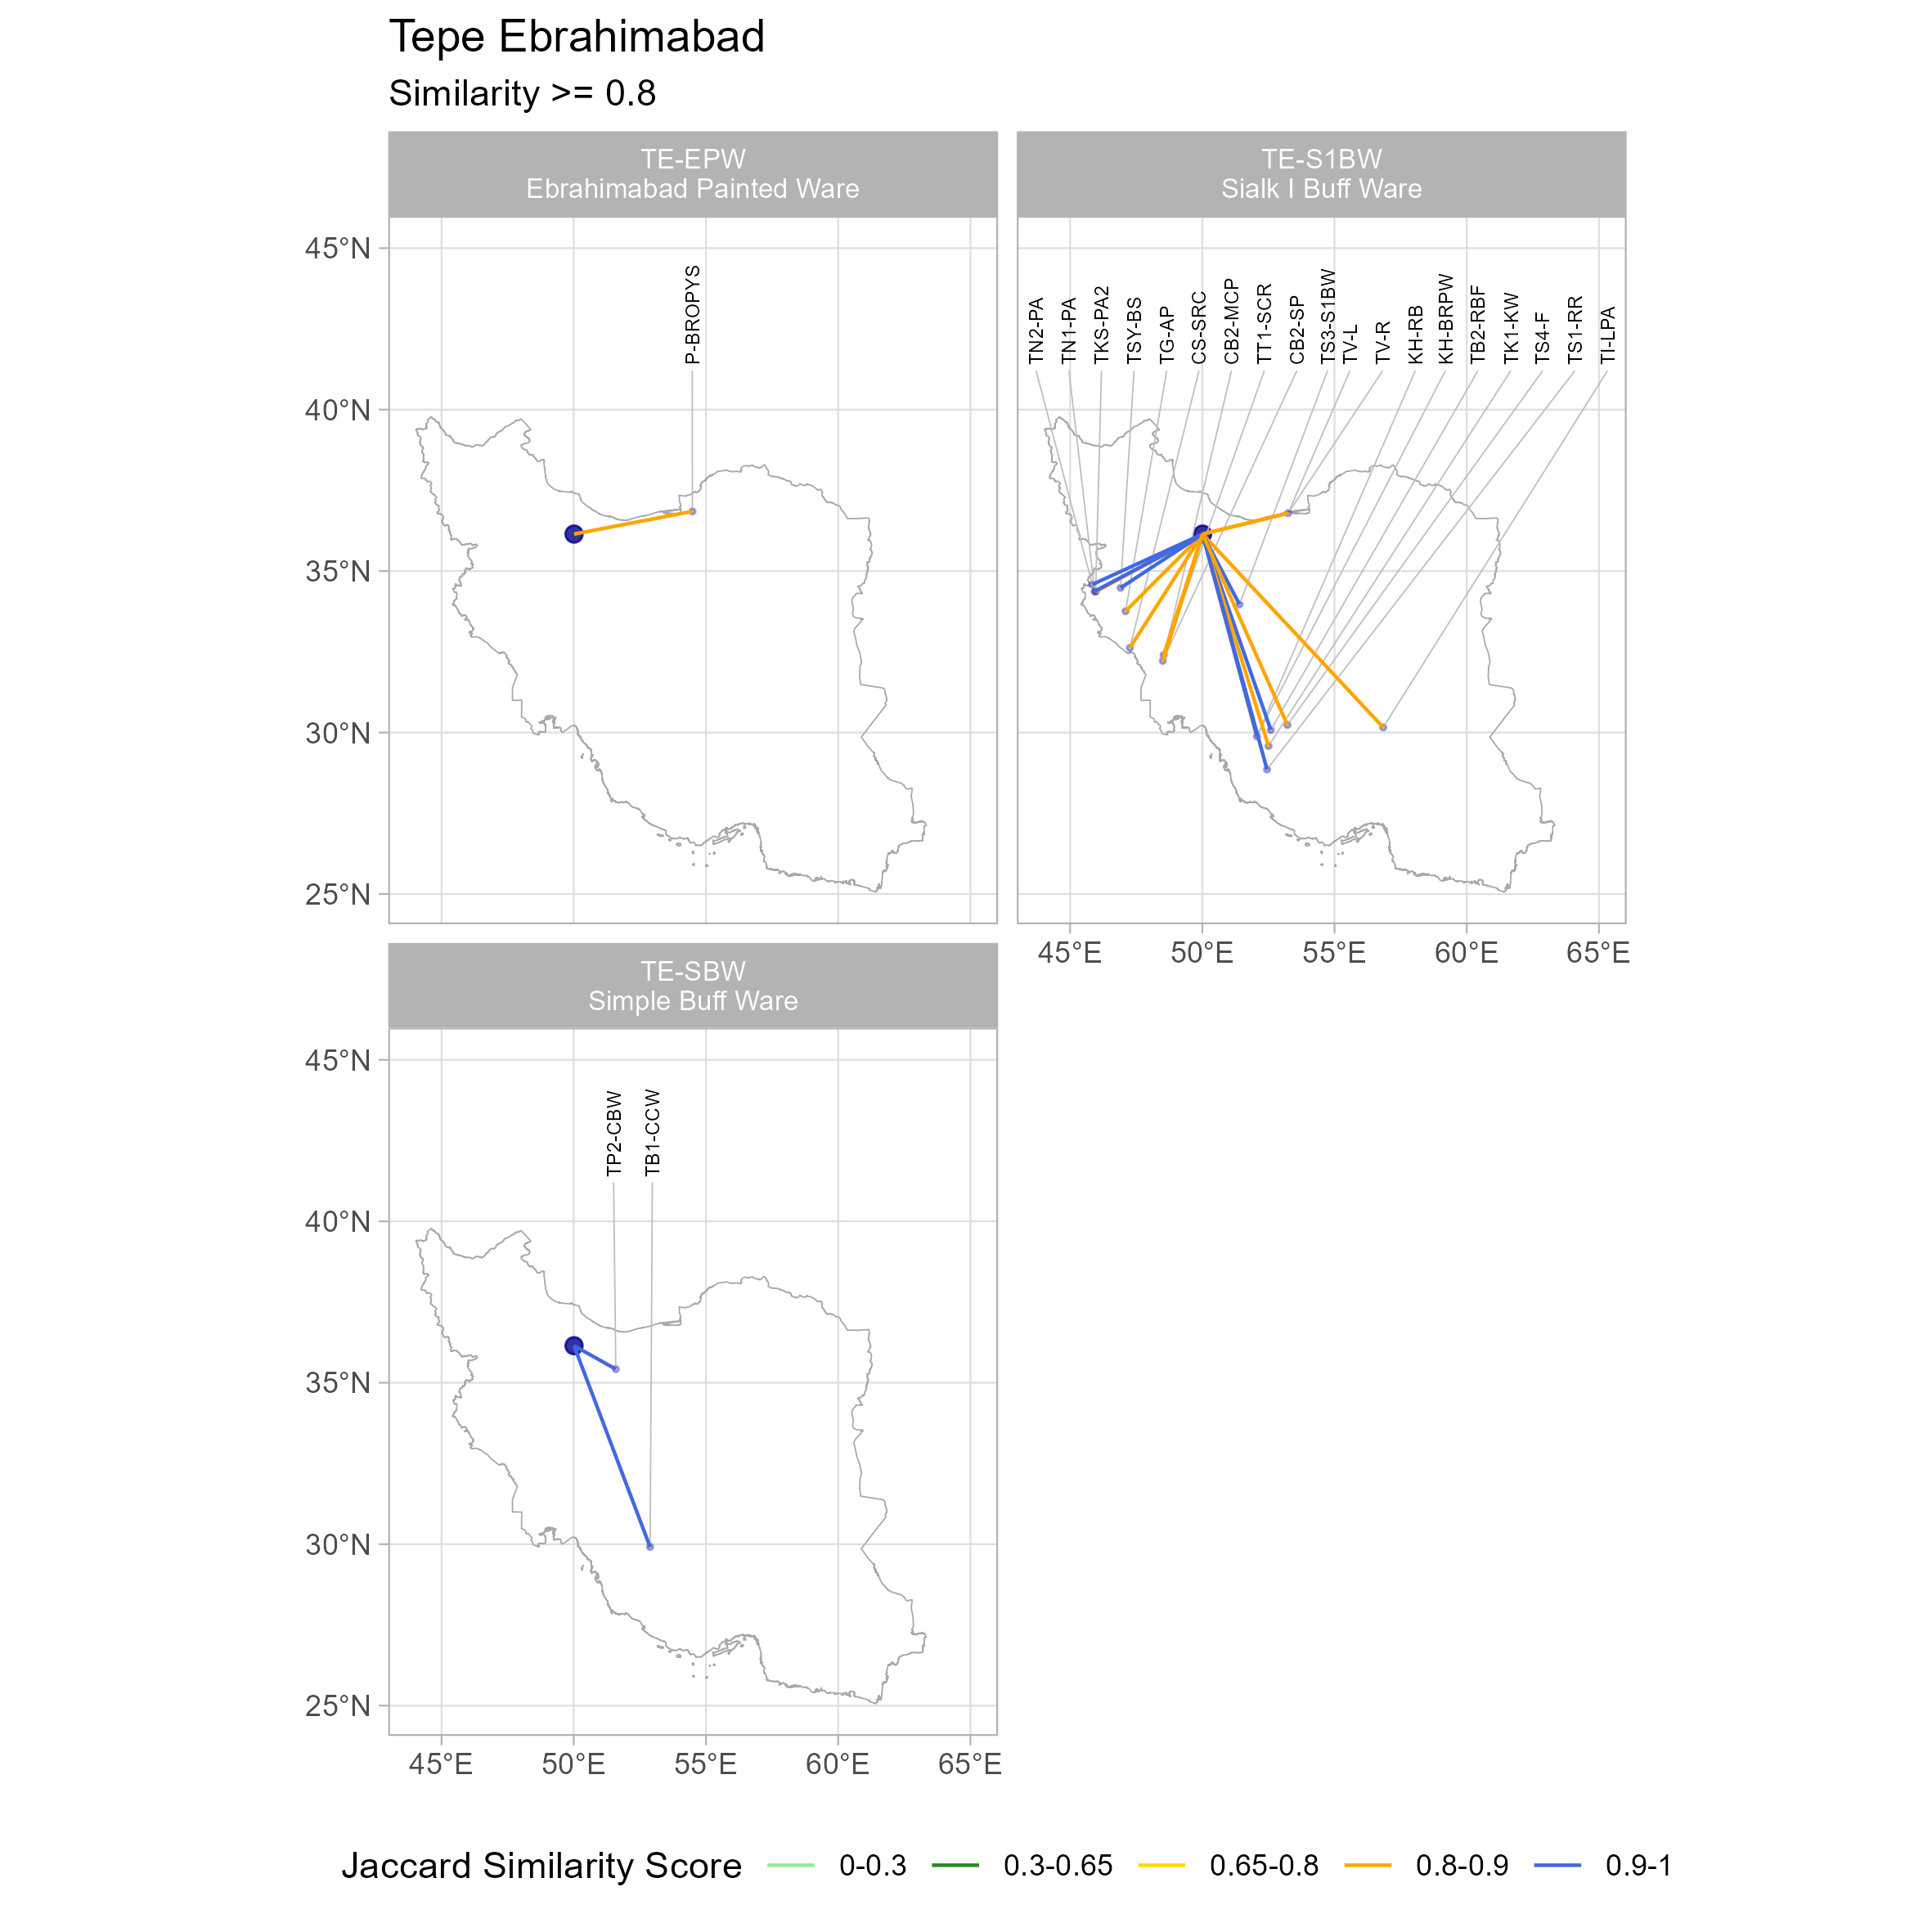 Tepe Ebrahimabad
Similarity >= 0.8
TE-EPW
Ebrahimabad Painted Ware
TE-S1BW
Sialk I Buff Ware
45°N
40°N
35°N
30°N
25°N
P-BROPYS
TN2-PA
TN1-PA
TKS-PA2
TSY-BS
TG-AP
CS-SRC
CB2-MCP
TT1-SCR
CB2-SP
TS3-S1BW
TV-L
TV-R
KH-RB
KH-BRPW
TB2-RBF
TK1-KW
TS4-F
TS1-RR
TI-LPA
45°E 50°E 55°E 60°E 65°E
TE-SBW
Simple Buff Ware
45°N
40°N
35°N
30°N
25°N
TP2-CBW
TB1-CCW
45°E 50°E 55°E 60°E 65°E
Jaccard Similarity Score 0-0.3 0.3-0.65 0.65-0.8 0.8-0.9 0.9-1